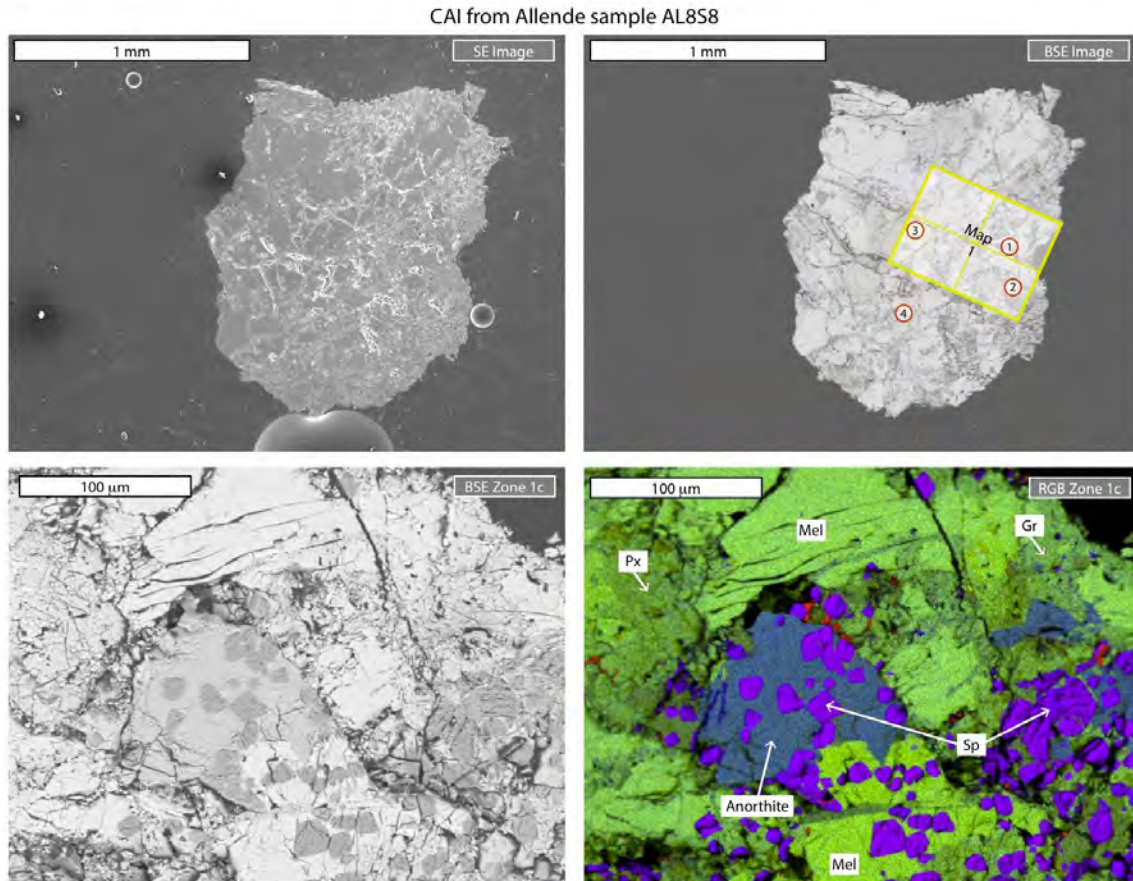 CAI from Allende sample AL8S8
1 mm
SE Image
1 mm
BSE Image
3
Map
1
1
2
4
100 μm
BSE Zone 1c
100 μm
RGB Zone 1c
Mel
Gr
Px
Sp
Anorthite
Mel